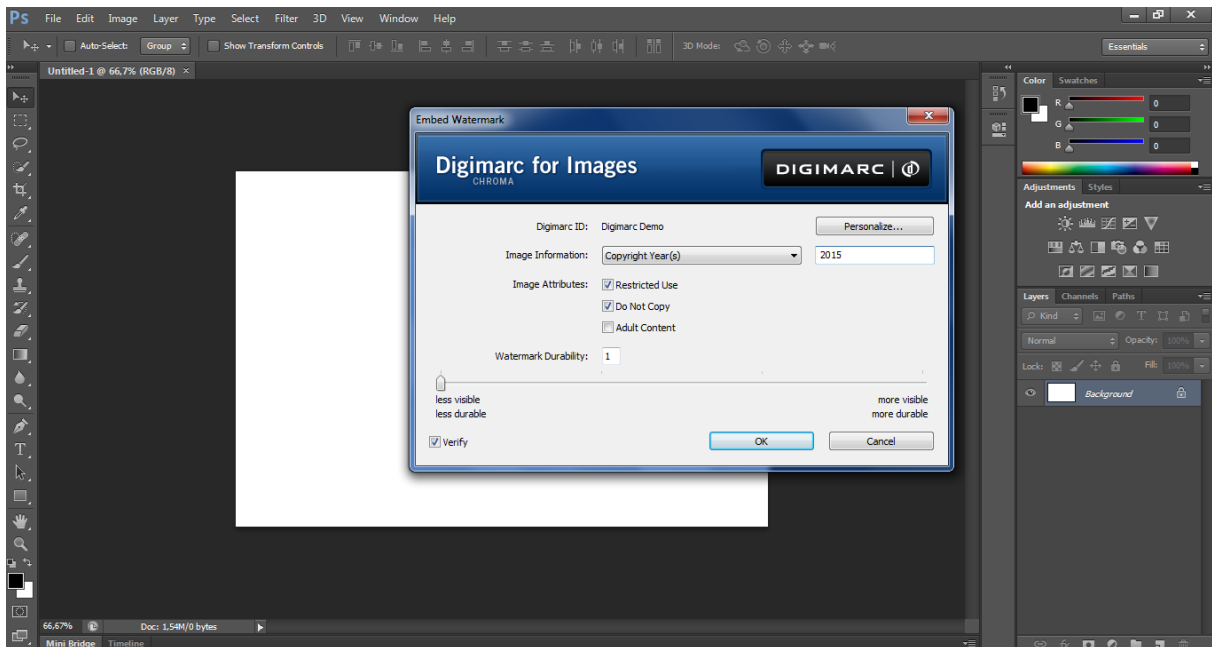 Ps File Edit Image Layer Type Select Filter 3D View Window Help
Auto-Select: Group Show Transform Controls 3D Mode: Essentials
Untitled-1 @ 66,7% (RGB/8) ×
Color Swatches
R 0
G 0
B 0
Embed Watermark
Digimarc for Images
CHROMA
DIGIMARC
Digimarc ID: Digimarc Demo Personalize...
Image Information: Copyright Year(s) 2015
Image Attributes: Restricted Use
Do Not Copy
Adult Content
Watermark Durability: 1
less visible more visible
less durable more durable
Verify OK Cancel
Adjustments Styles
Add an adjustment
Layers Channels Paths
Kind
Normal Opacity: 100%
Lock: Fill: 100%
Background
66,67% Doc: 1,54M/0 bytes
Mini Bridge Timeline